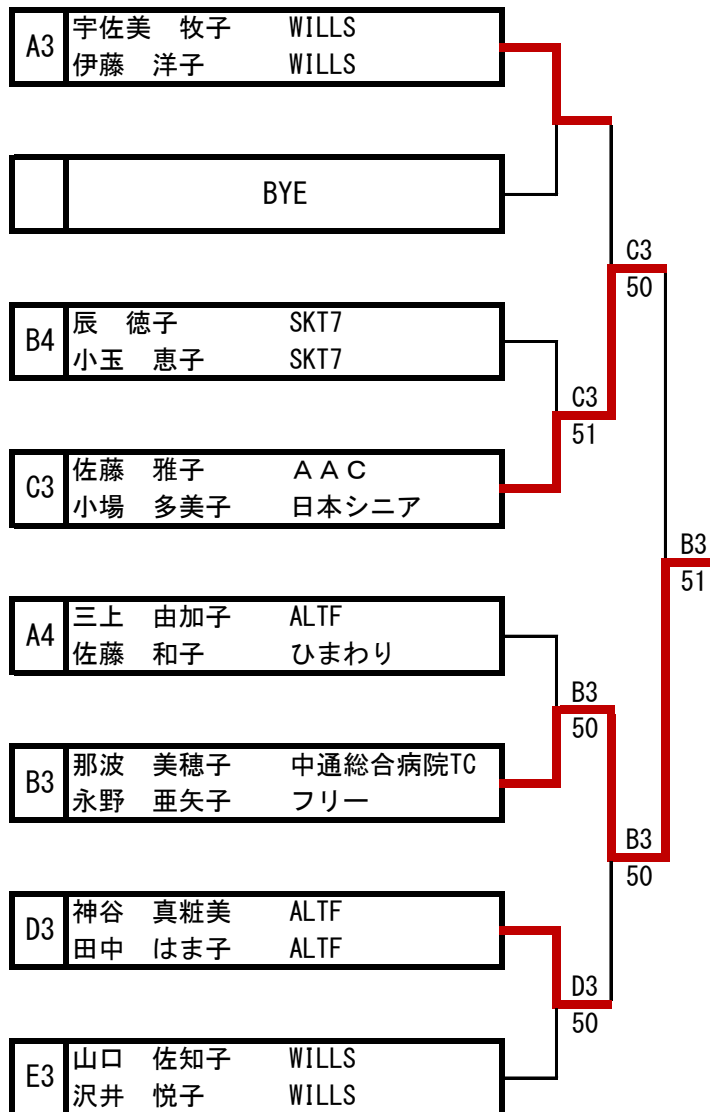 A3
宇佐美　牧子　WILLS
伊藤　洋子　WILLS
BYE
C3
50
B4
辰　徳子　SKT7
小玉　恵子　SKT7
C3
51
C3
佐藤　雅子　ＡＡＣ
小場　多美子　日本シニア
B3
51
A4
三上　由加子　ALTF
佐藤　和子　ひまわり
B3
50
B3
那波　美穂子　中通総合病院TC
永野　亜矢子　フリー
B3
50
D3
神谷　真粧美　ALTF
田中　はま子　ALTF
D3
50
E3
山口　佐知子　WILLS
沢井　悦子　WILLS